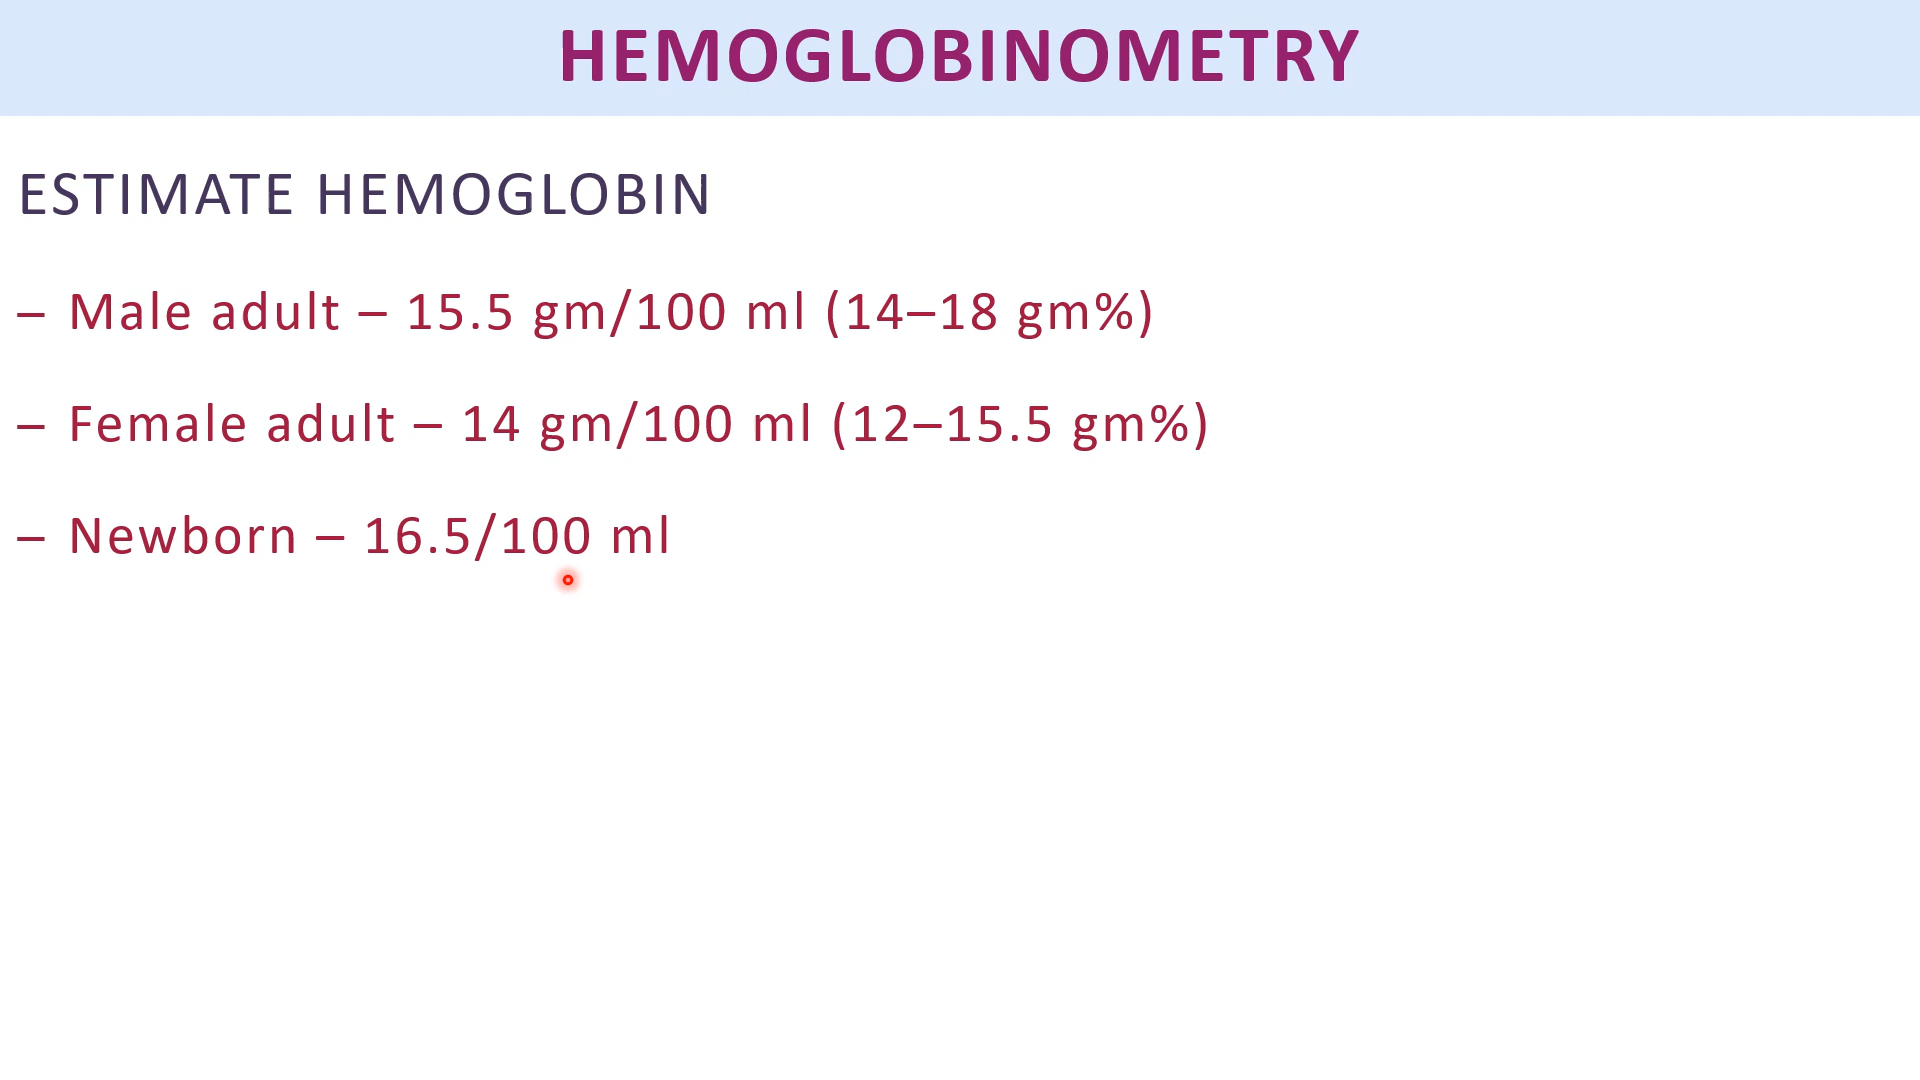 HEMOGLOBINOMETRY
ESTIMATE HEMOGLOBIN
– Male adult – 15.5 gm/100 ml (14–18 gm%)
– Female adult – 14 gm/100 ml (12–15.5 gm%)
– Newborn – 16.5/100 ml